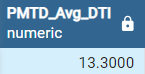 PMTD_Avg_DTI
numeric
13.3000